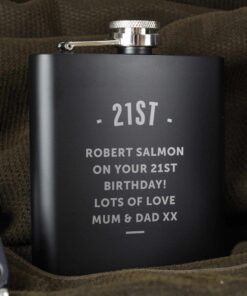 - 21ST -
ROBERT SALMON
ON YOUR 21ST
BIRTHDAY!
LOTS OF LOVE
MUM & DAD XX